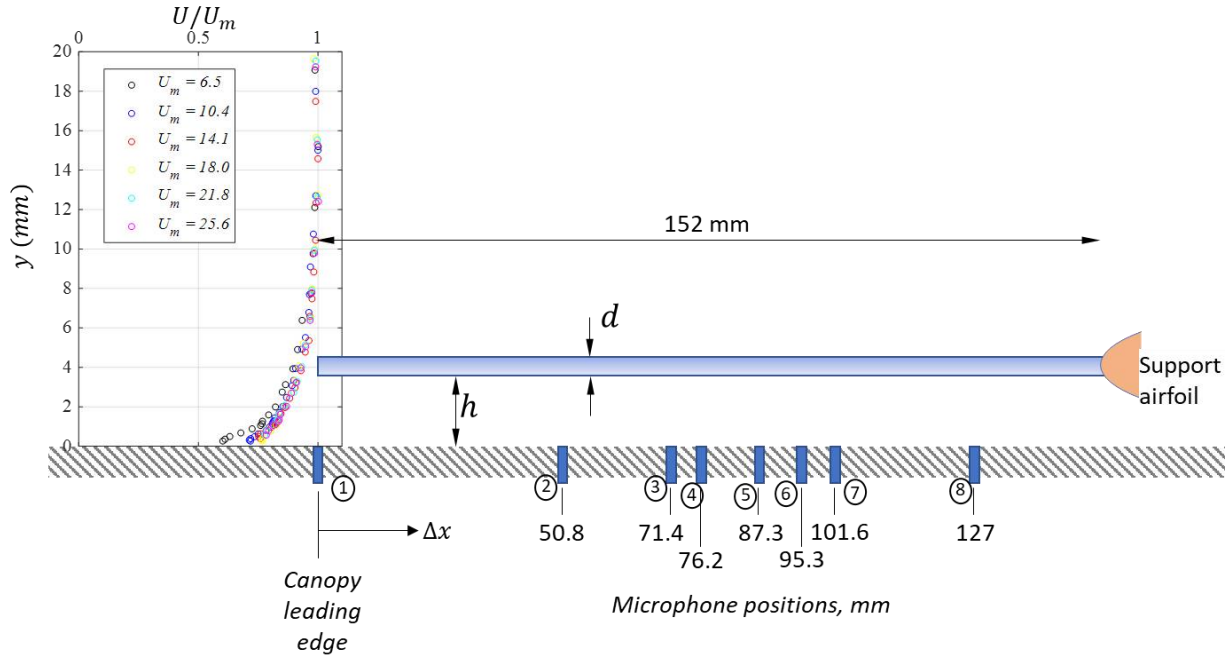 U/U_m
0 0.5 1
20
18
16
14
12
10
8
6
4
2
0
y (mm)
U_m = 6.5
U_m = 10.4
U_m = 14.1
U_m = 18.0
U_m = 21.8
U_m = 25.6
152 mm
d
h
Support
airfoil
1 2 3 4 5 6 7 8
Δx
50.8 71.4 87.3 101.6 127
76.2 95.3
Canopy
leading
edge
Microphone positions, mm